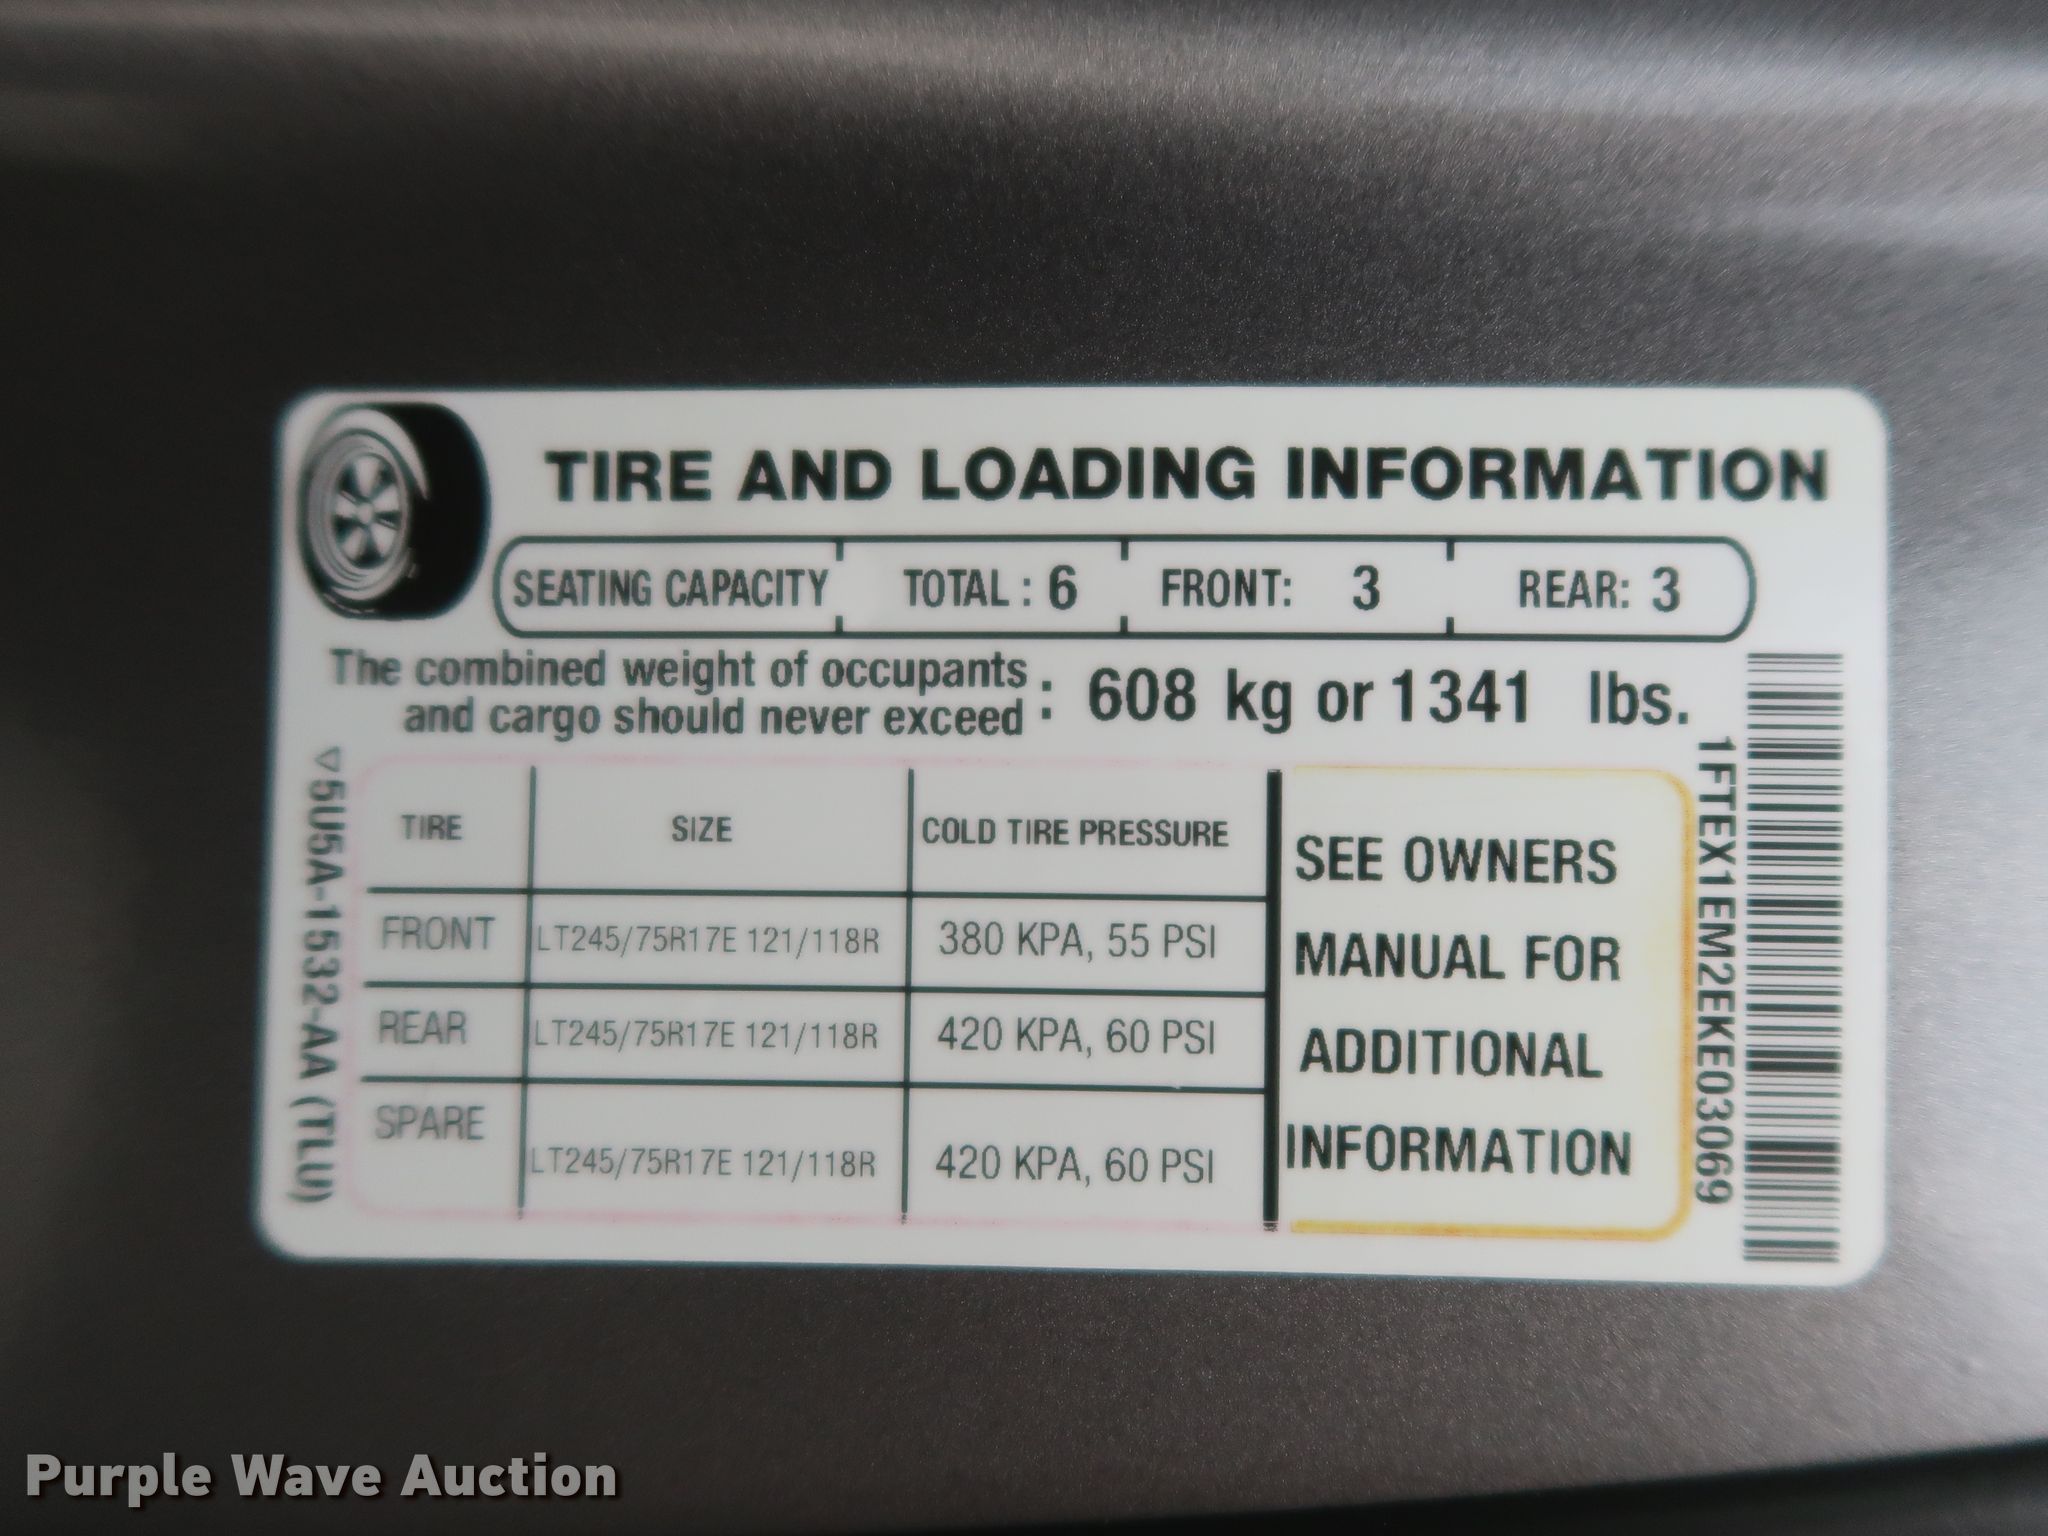 TIRE AND LOADING INFORMATION
SEATING CAPACITY TOTAL : 6 FRONT: 3 REAR: 3
The combined weight of occupants
and cargo should never exceed : 608 kg or 1341 lbs.
TIRE SIZE COLD TIRE PRESSURE
FRONT LT245/75R17E 121/118R 380 KPA, 55 PSI
REAR LT245/75R17E 121/118R 420 KPA, 60 PSI
SPARE LT245/75R17E 121/118R 420 KPA, 60 PSI
SEE OWNERS
MANUAL FOR
ADDITIONAL
INFORMATION
5U5A-1532-AA (TLU)
1FTEX1EM2EKE03069
Purple Wave Auction